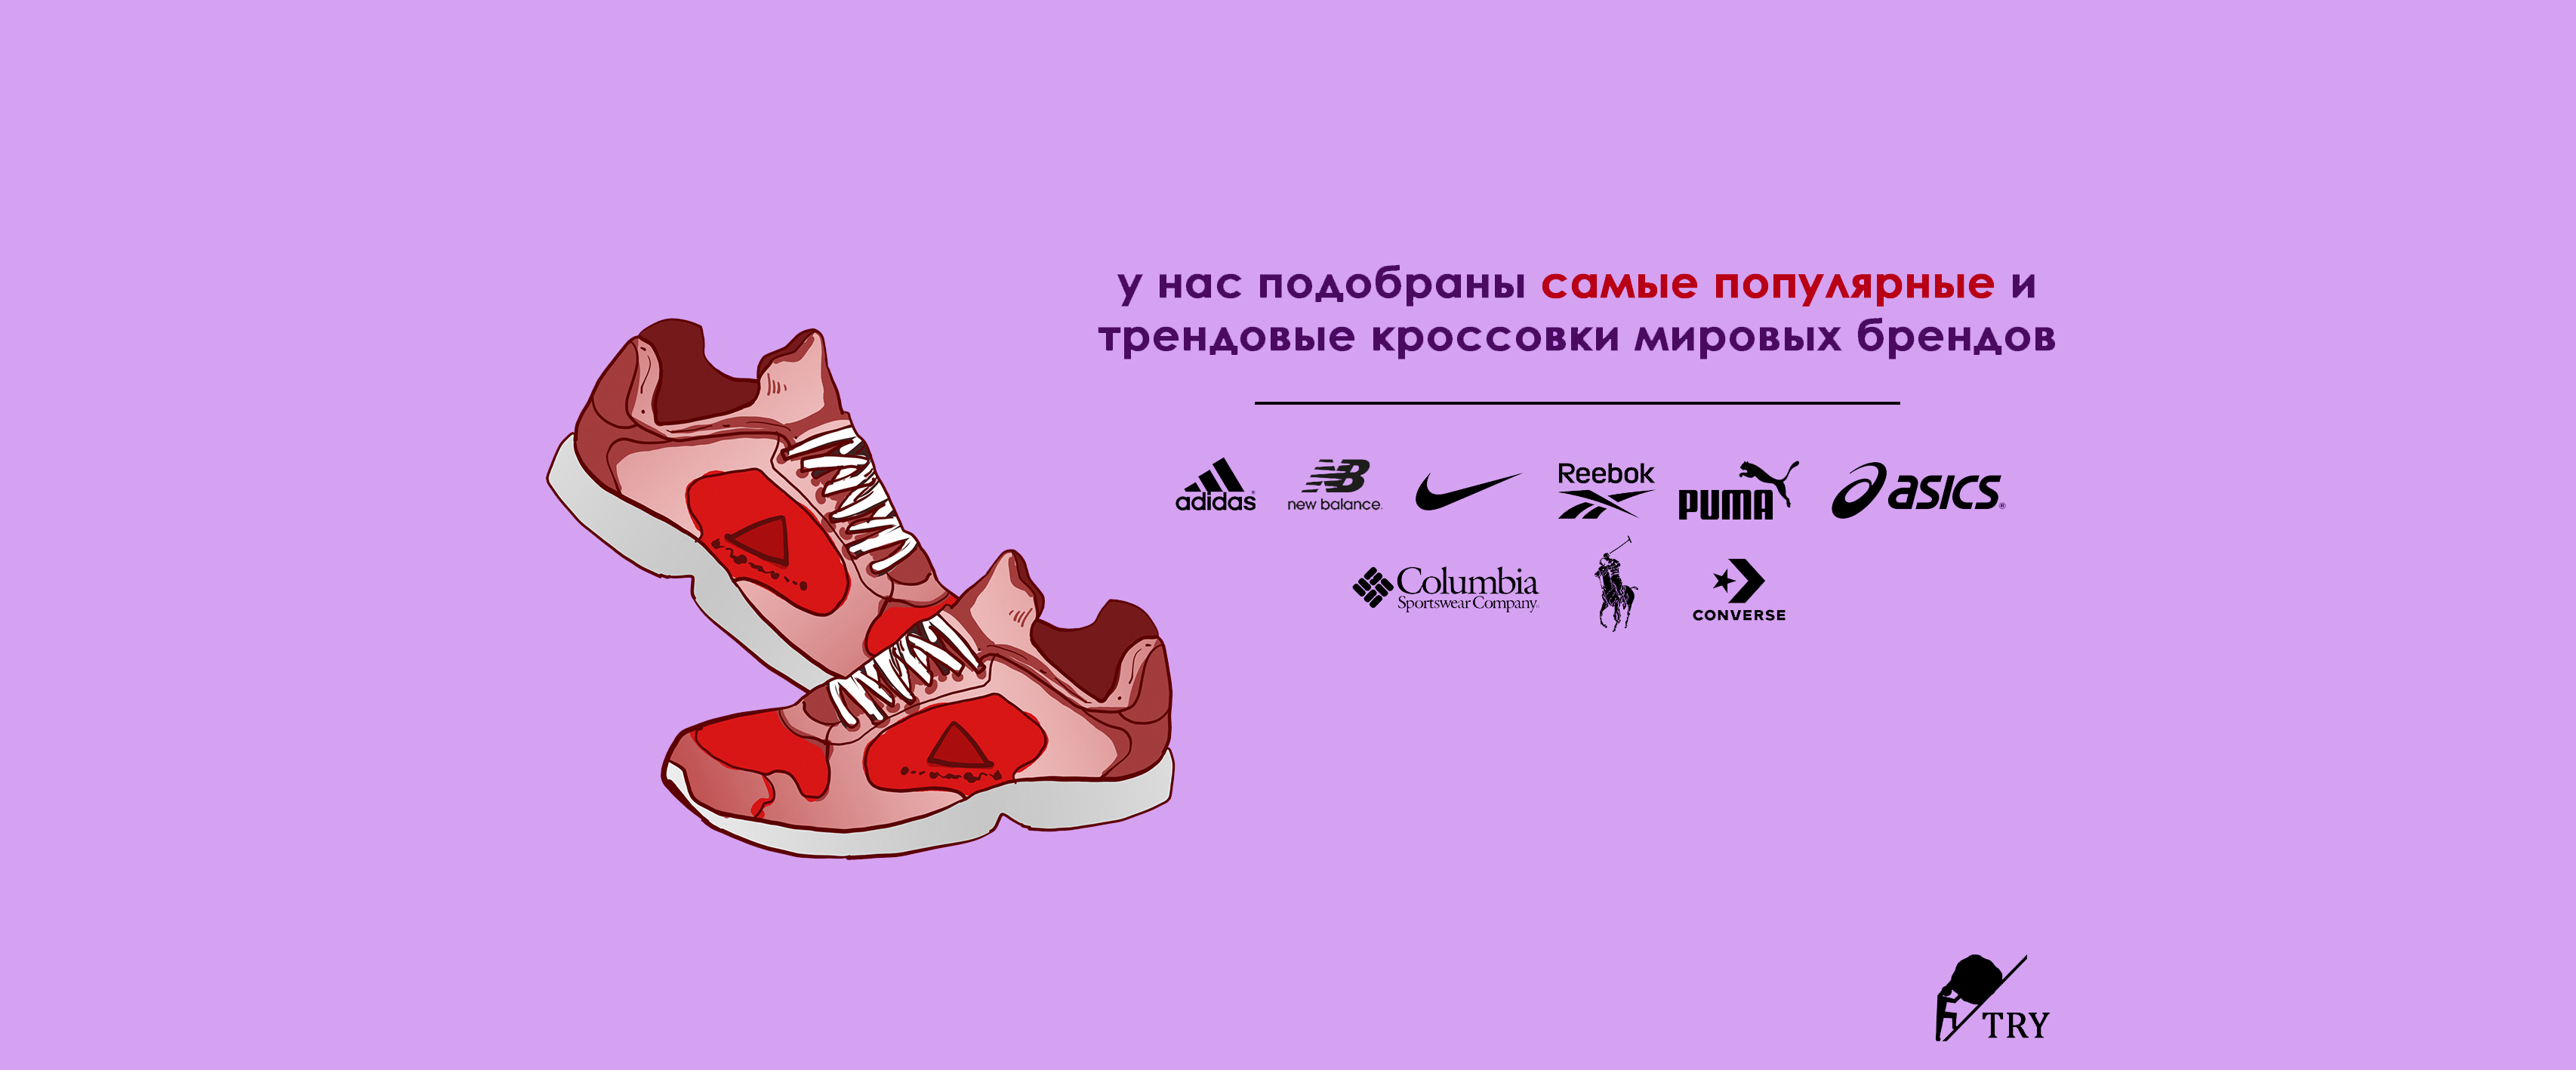 у нас подобраны самые популярные и
трендовые кроссовки мировых брендов
adidas new balance Reebok PUMA asics
Columbia
Sportswear Company
CONVERSE
TRY